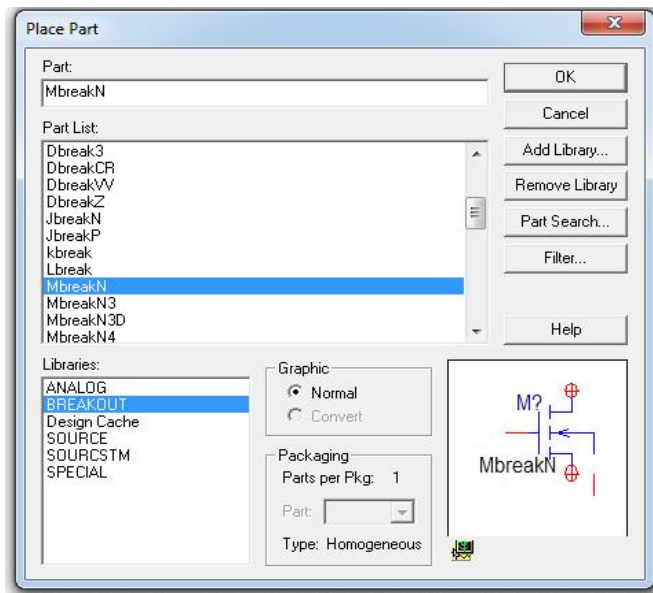 Place Part
Part:
MbreakN
Part List:
Dbreak3
DbreakCR
DbreakVV
DbreakZ
JbreakN
JbreakP
kbreak
Lbreak
MbreakN
MbreakN3
MbreakN3D
MbreakN4
OK
Cancel
Add Library...
Remove Library
Part Search...
Filter...
Help
Libraries:
ANALOG
BREAKOUT
Design Cache
SOURCE
SOURCSTM
SPECIAL
Graphic
Normal
Convert
Packaging
Parts per Pkg: 1
Part:
Type: Homogeneous
M?
MbreakN